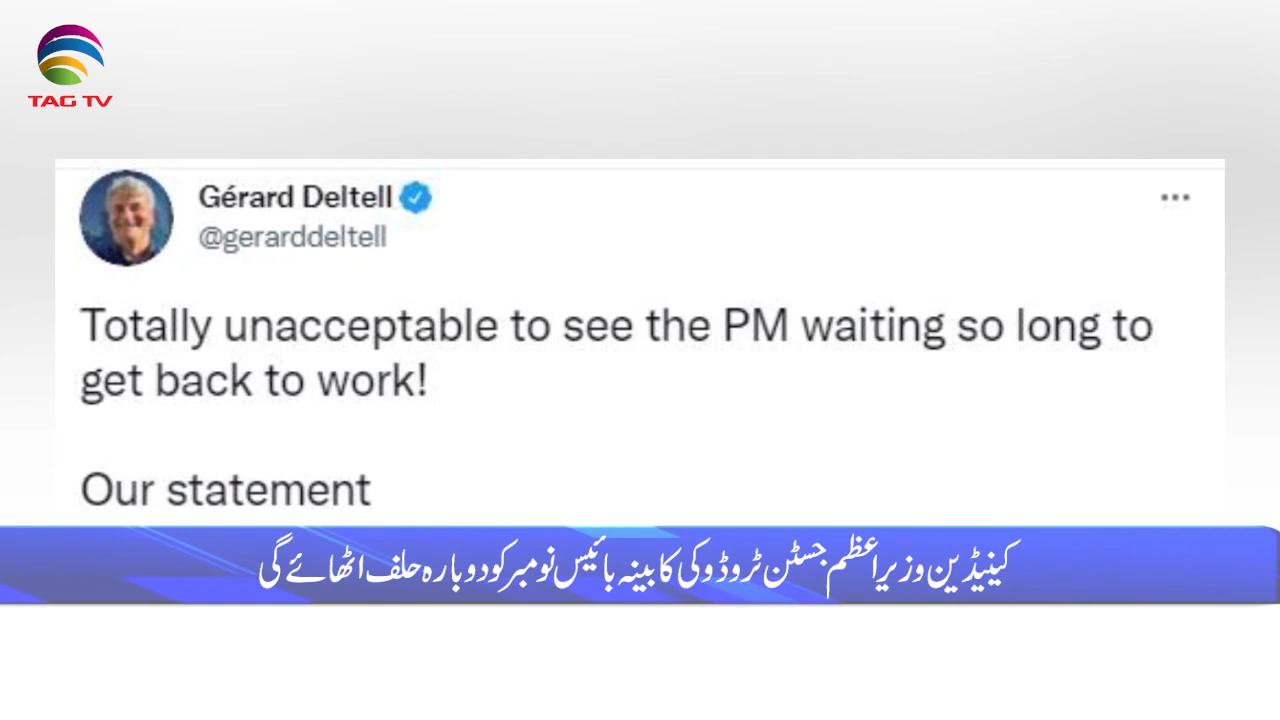 TAG TV
Gérard Deltell
@gerarddeltell
Totally unacceptable to see the PM waiting so long to
get back to work!
Our statement
کینیڈین وزیراعظم جسٹن ٹروڈو کی کابینہ بائیس نومبر کو دوبارہ حلف اٹھائے گی